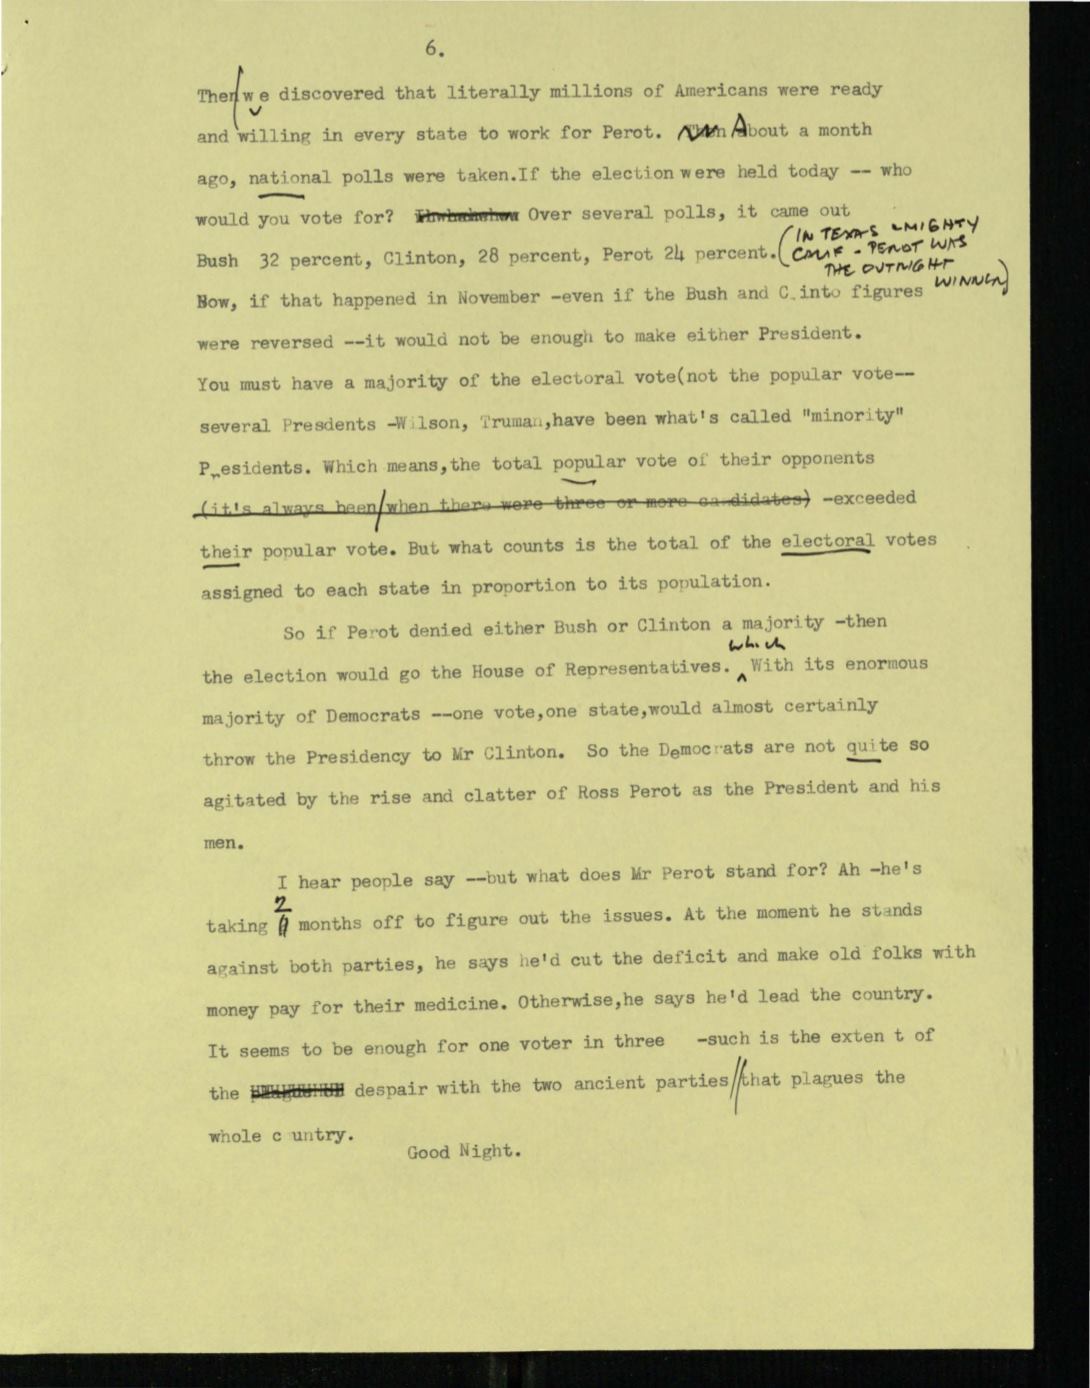 6.
Then we discovered that literally millions of Americans were ready
and willing in every state to work for Perot. Then About a month
ago, national polls were taken.If the election were held today -- who
would you vote for? Over several polls, it came out
Bush 32 percent, Clinton, 28 percent, Perot 24 percent.
(IN TEXAS & MIGHTY
CALIF - PEROT WAS
THE OUTRIGHT
WINNER)
Now, if that happened in November -even if the Bush and C.into figures
were reversed --it would not be enough to make either President.
You must have a majority of the electoral vote(not the popular vote--
several Presdents -Wilson, Truman,have been what's called "minority"
Presidents. Which means,the total popular vote of their opponents
(it's always been/when there were three or more candidates) -exceeded
their popular vote. But what counts is the total of the electoral votes
assigned to each state in proportion to its population.
So if Perot denied either Bush or Clinton a majority -then
which
the election would go the House of Representatives. With its enormous
majority of Democrats --one vote,one state,would almost certainly
throw the Presidency to Mr Clinton. So the Democrats are not quite so
agitated by the rise and clatter of Ross Perot as the President and his
men.
I hear people say --but what does Mr Perot stand for? Ah -he's
taking 2 months off to figure out the issues. At the moment he stands
against both parties, he says he'd cut the deficit and make old folks with
money pay for their medicine. Otherwise,he says he'd lead the country.
It seems to be enough for one voter in three -such is the exten t of
the despair with the two ancient parties//that plagues the
whole c untry.
Good Night.